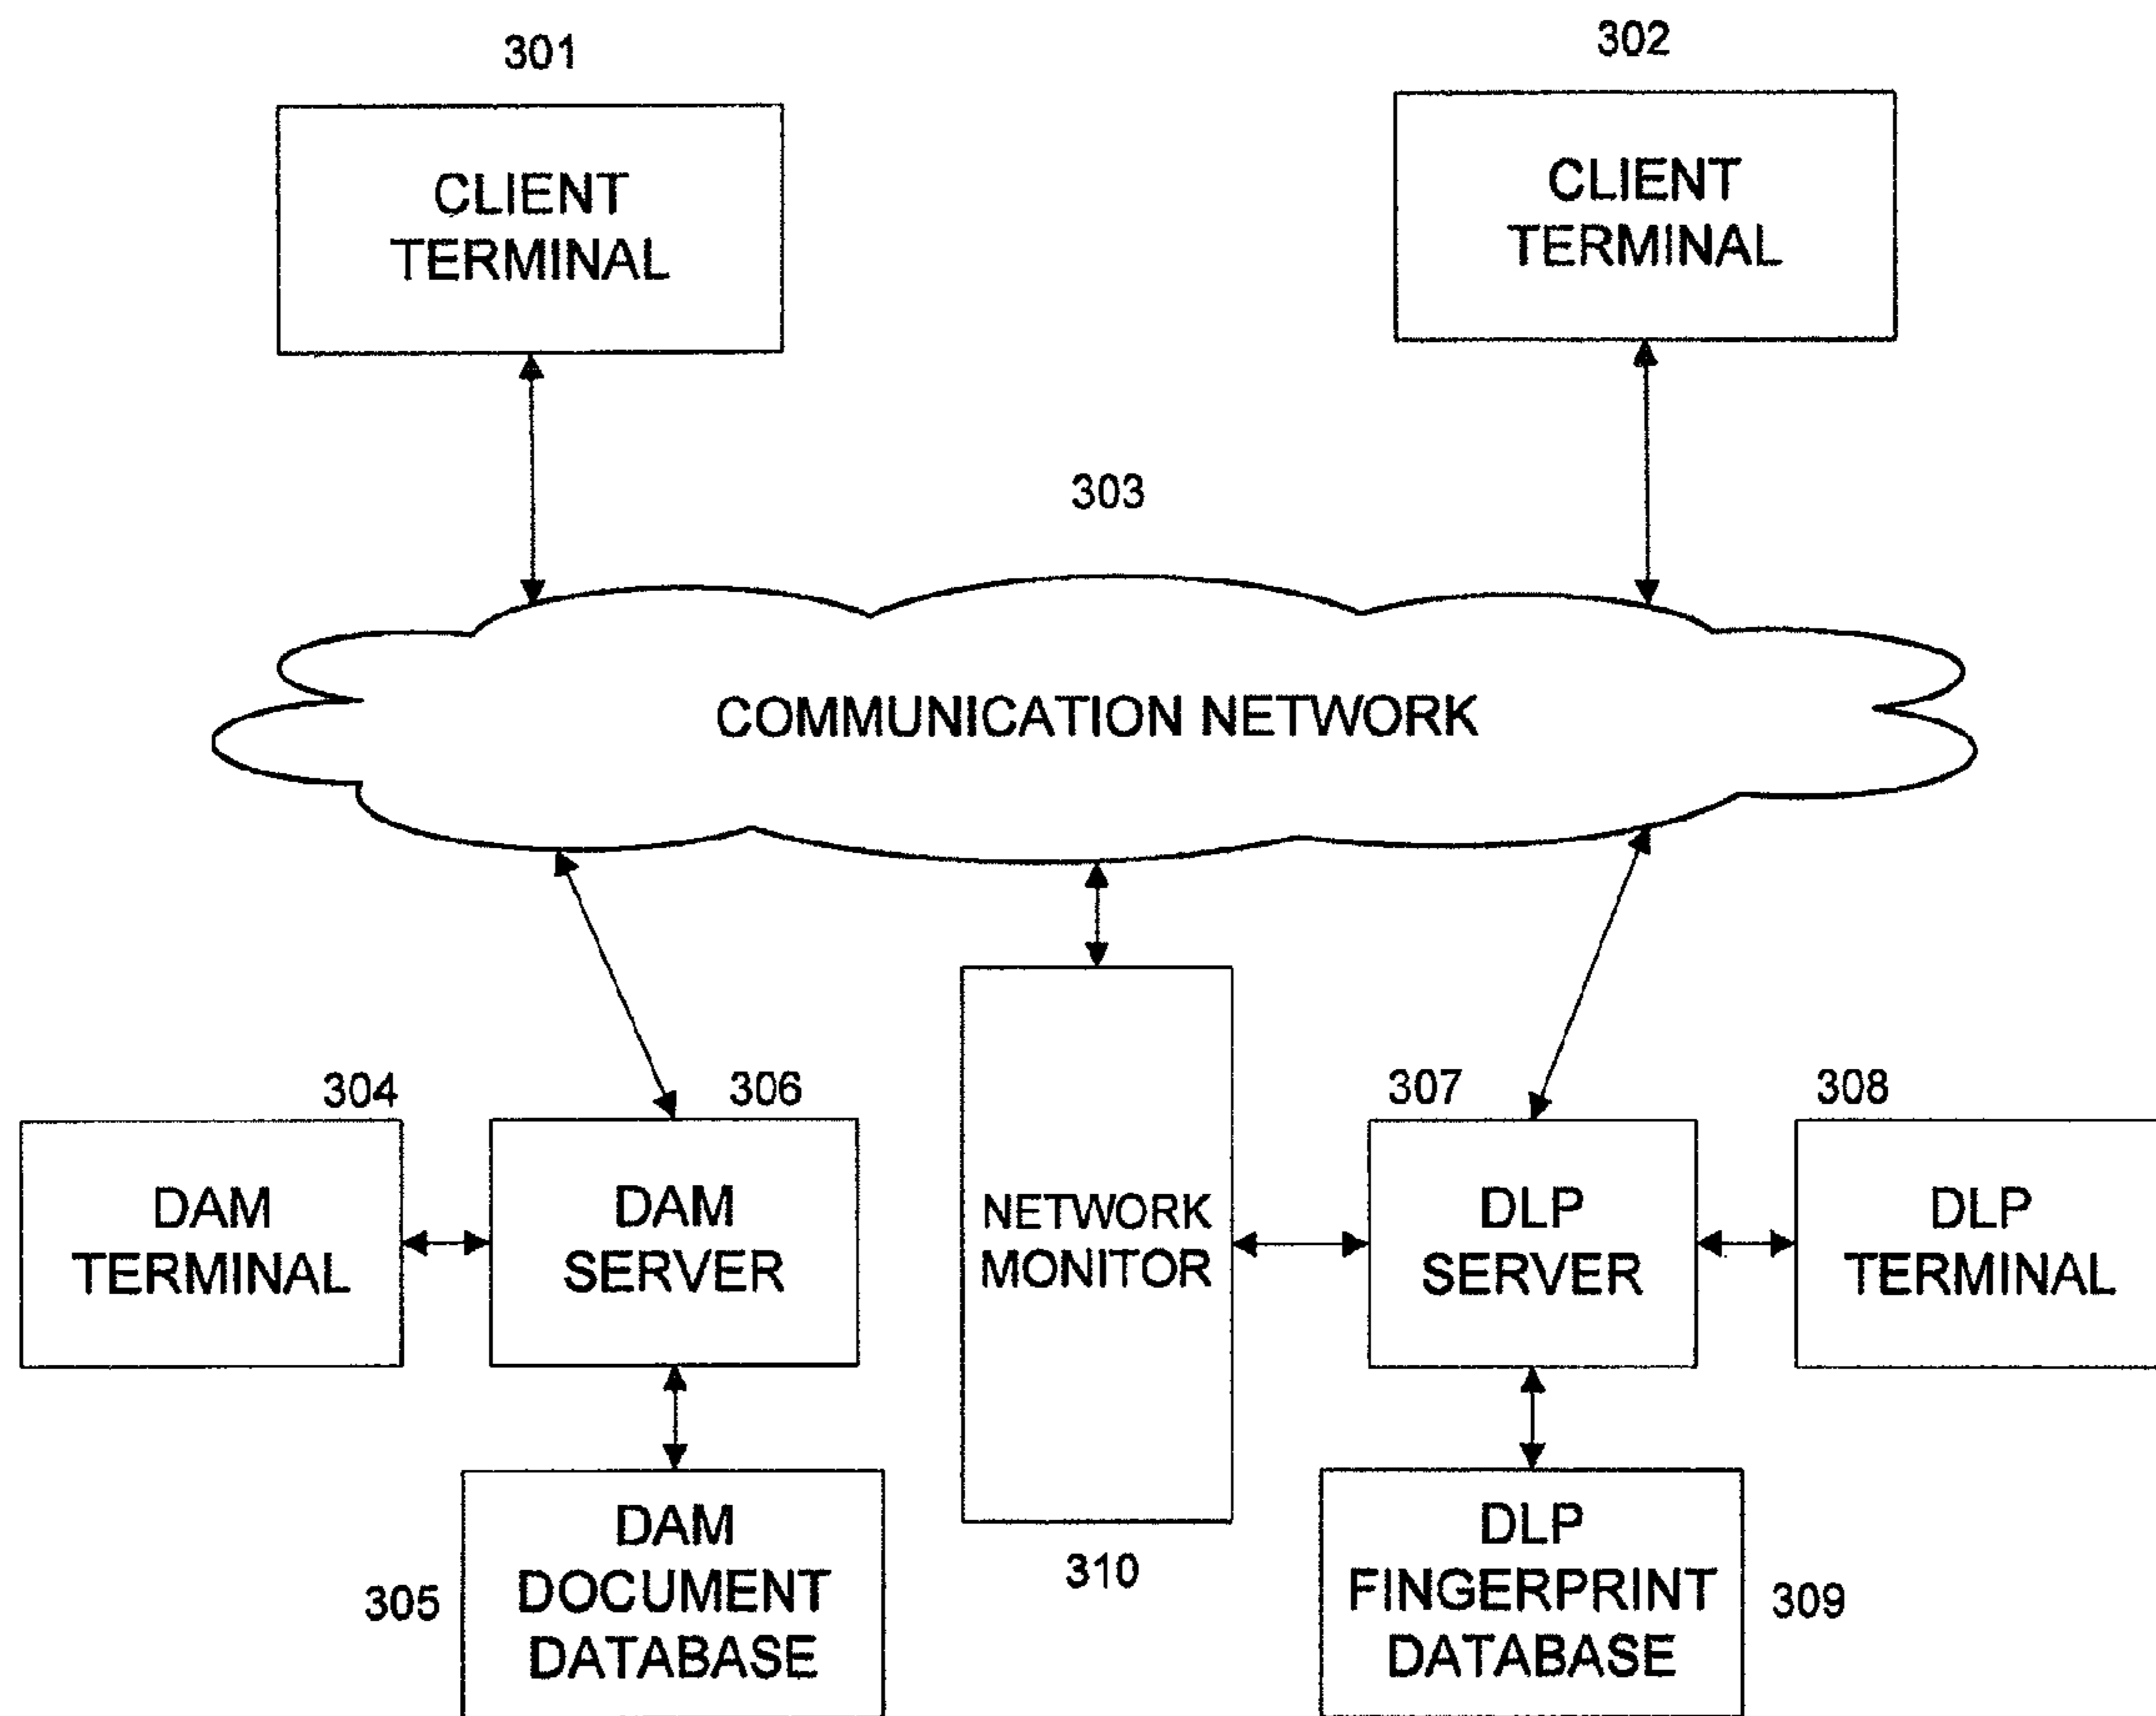 301
302
CLIENT
TERMINAL
CLIENT
TERMINAL
303
COMMUNICATION NETWORK
304
306
307
308
DAM
TERMINAL
DAM
SERVER
NETWORK
MONITOR
DLP
SERVER
DLP
TERMINAL
305
DAM
DOCUMENT
DATABASE
310
DLP
FINGERPRINT
DATABASE
309